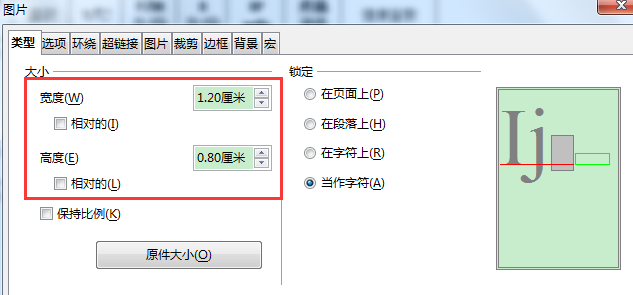 图片
类型 选项 环绕 超链接 图片 裁剪 边框 背景 宏
大小
宽度(W) 1.20厘米
相对的(I)
高度(E) 0.80厘米
相对的(L)
保持比例(K)
原件大小(O)
锁定
在页面上(P)
在段落上(H)
在字符上(R)
当作字符(A)
Ij